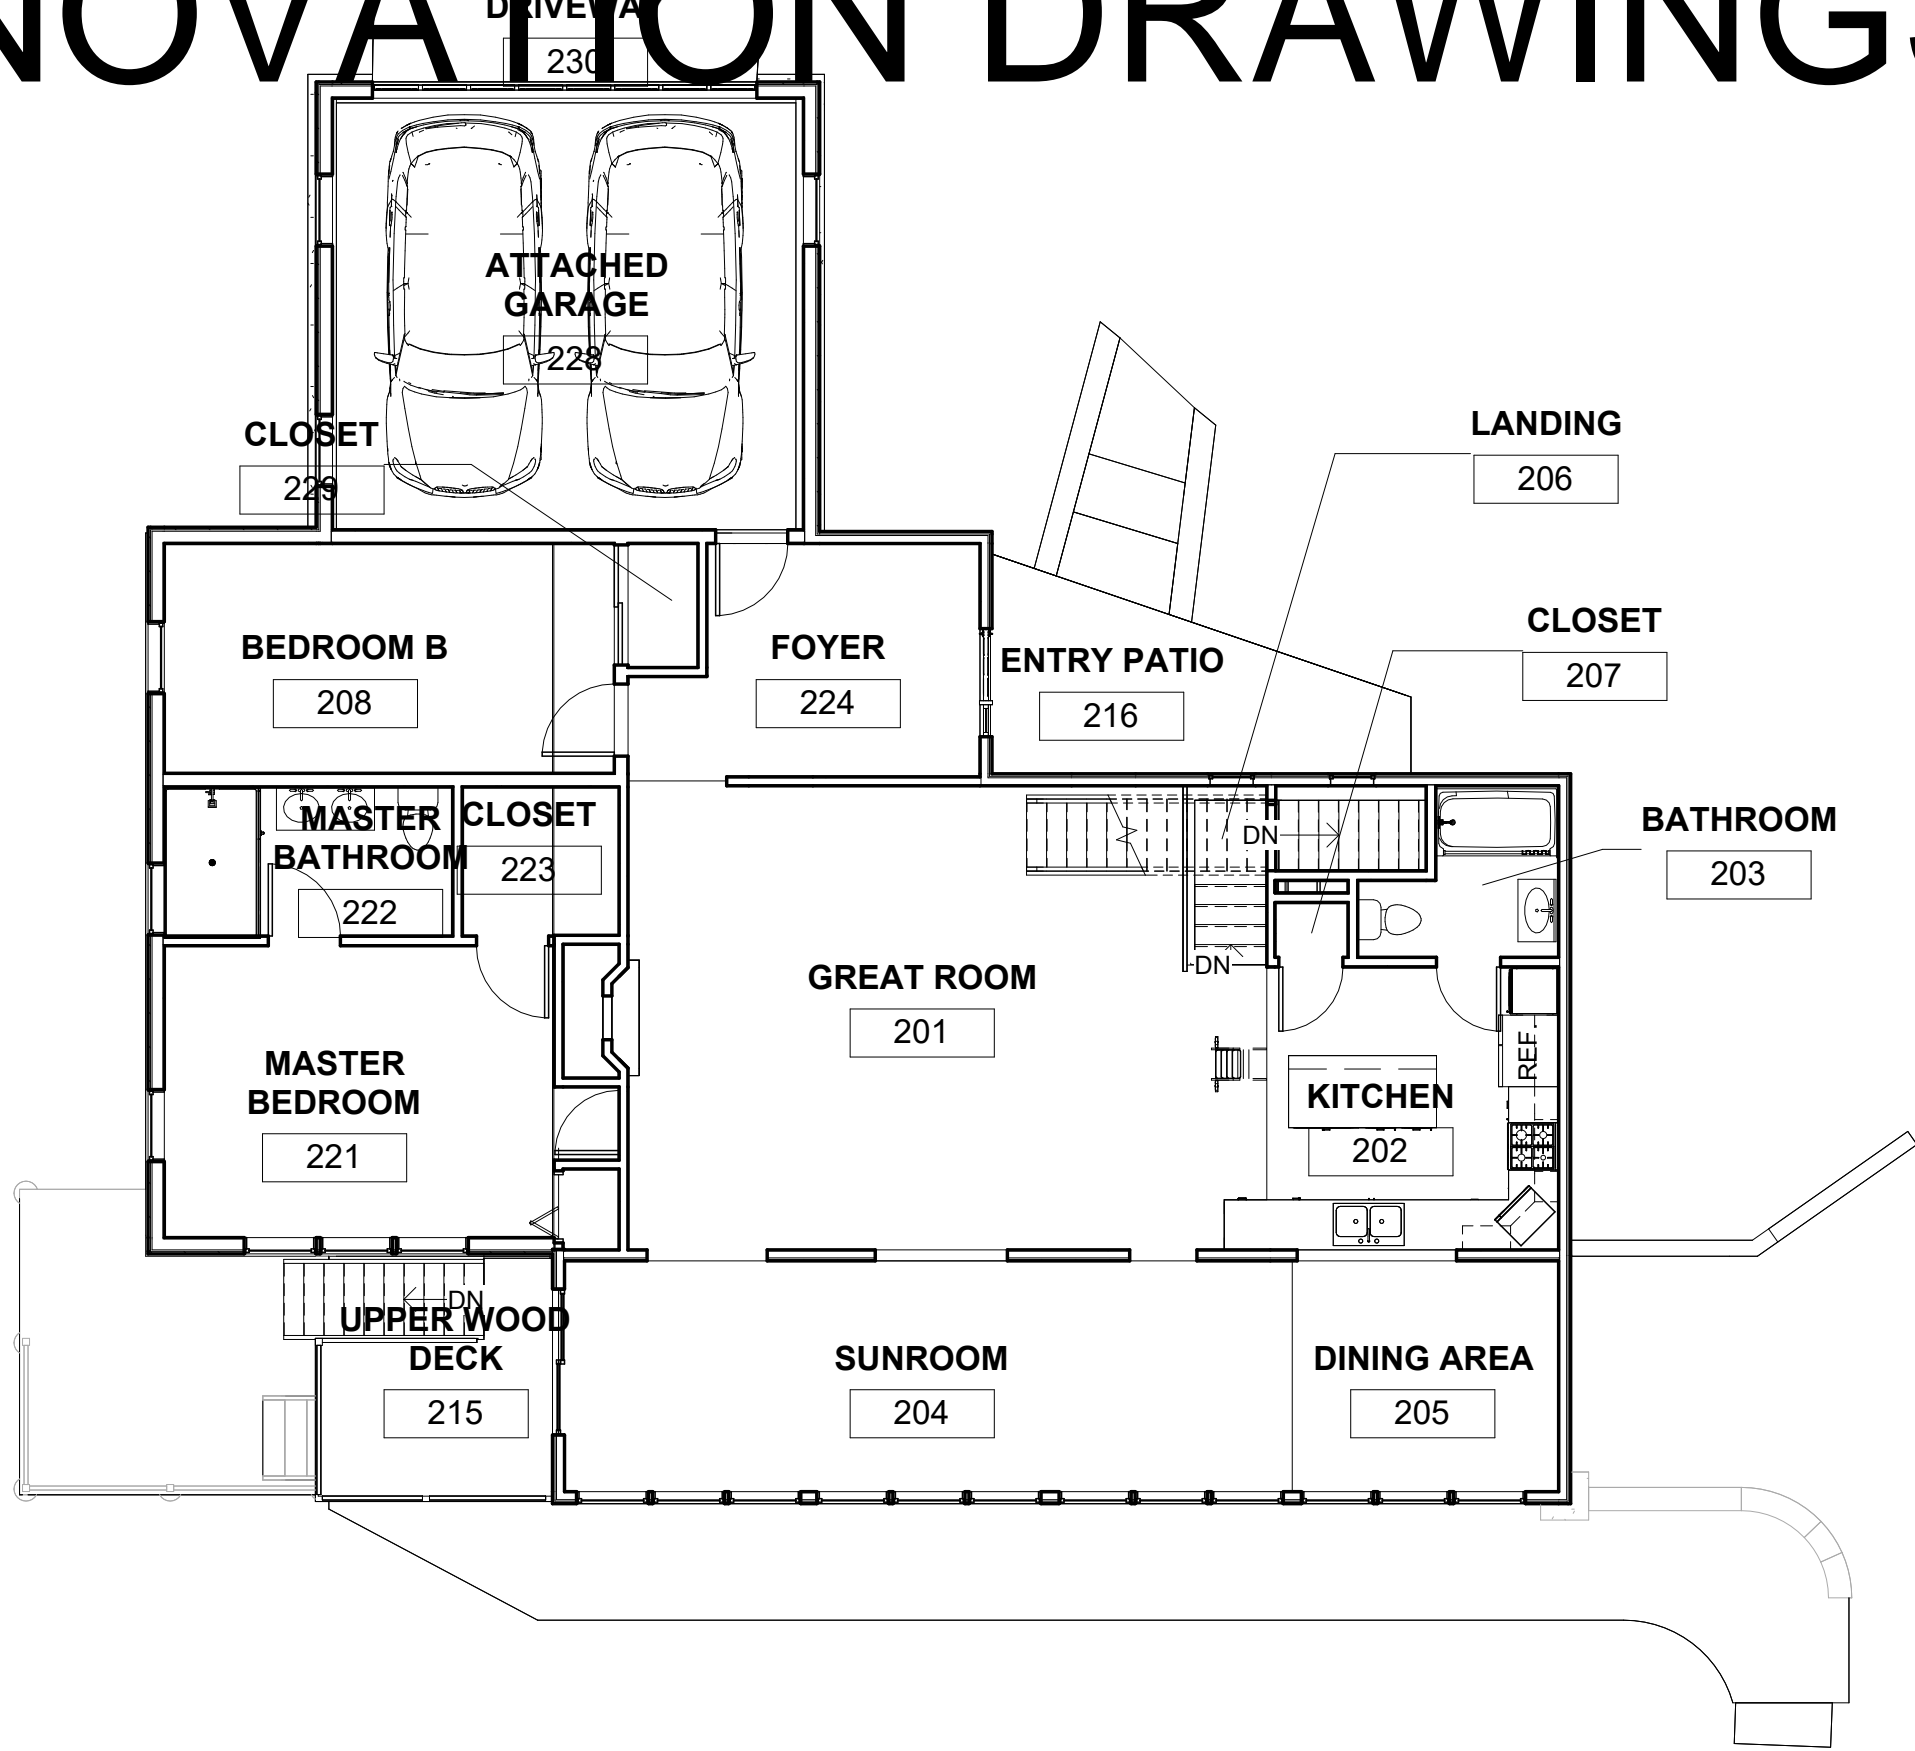 NOVATION DRAWINGS
DRIVEWA
230
ATTACHED
GARAGE
228
CLOSET
229
LANDING
206
CLOSET
207
BEDROOM B
208
FOYER
224
ENTRY PATIO
216
MASTER
BATHROOM
222
CLOSET
223
DN
BATHROOM
203
DN
GREAT ROOM
201
REF.
KITCHEN
202
MASTER
BEDROOM
221
DN
UPPER WOOD
DECK
215
SUNROOM
204
DINING AREA
205